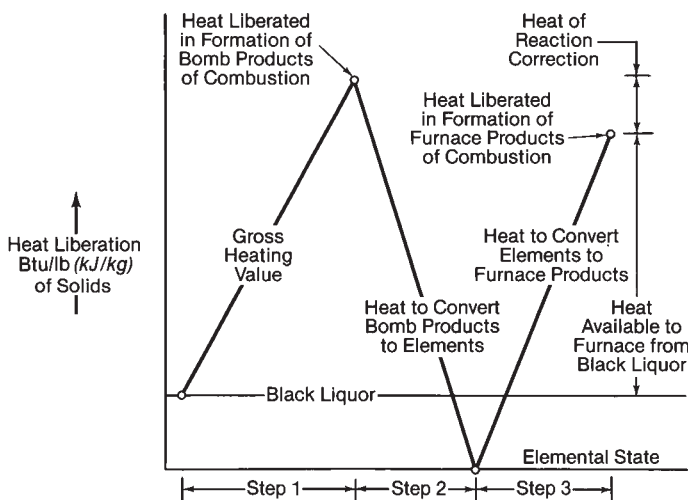 Heat Liberated
in Formation of
Bomb Products
of Combustion
Heat of
Reaction
Correction
Heat Liberated
in Formation of
Furnace Products
of Combustion
Heat Liberation
Btu/lb (kJ/kg)
of Solids
Gross
Heating
Value
Heat to Convert
Elements to
Furnace Products
Heat to Convert
Bomb Products
to Elements
Heat
Available to
Furnace from
Black Liquor
Black Liquor
Elemental State
Step 1
Step 2
Step 3